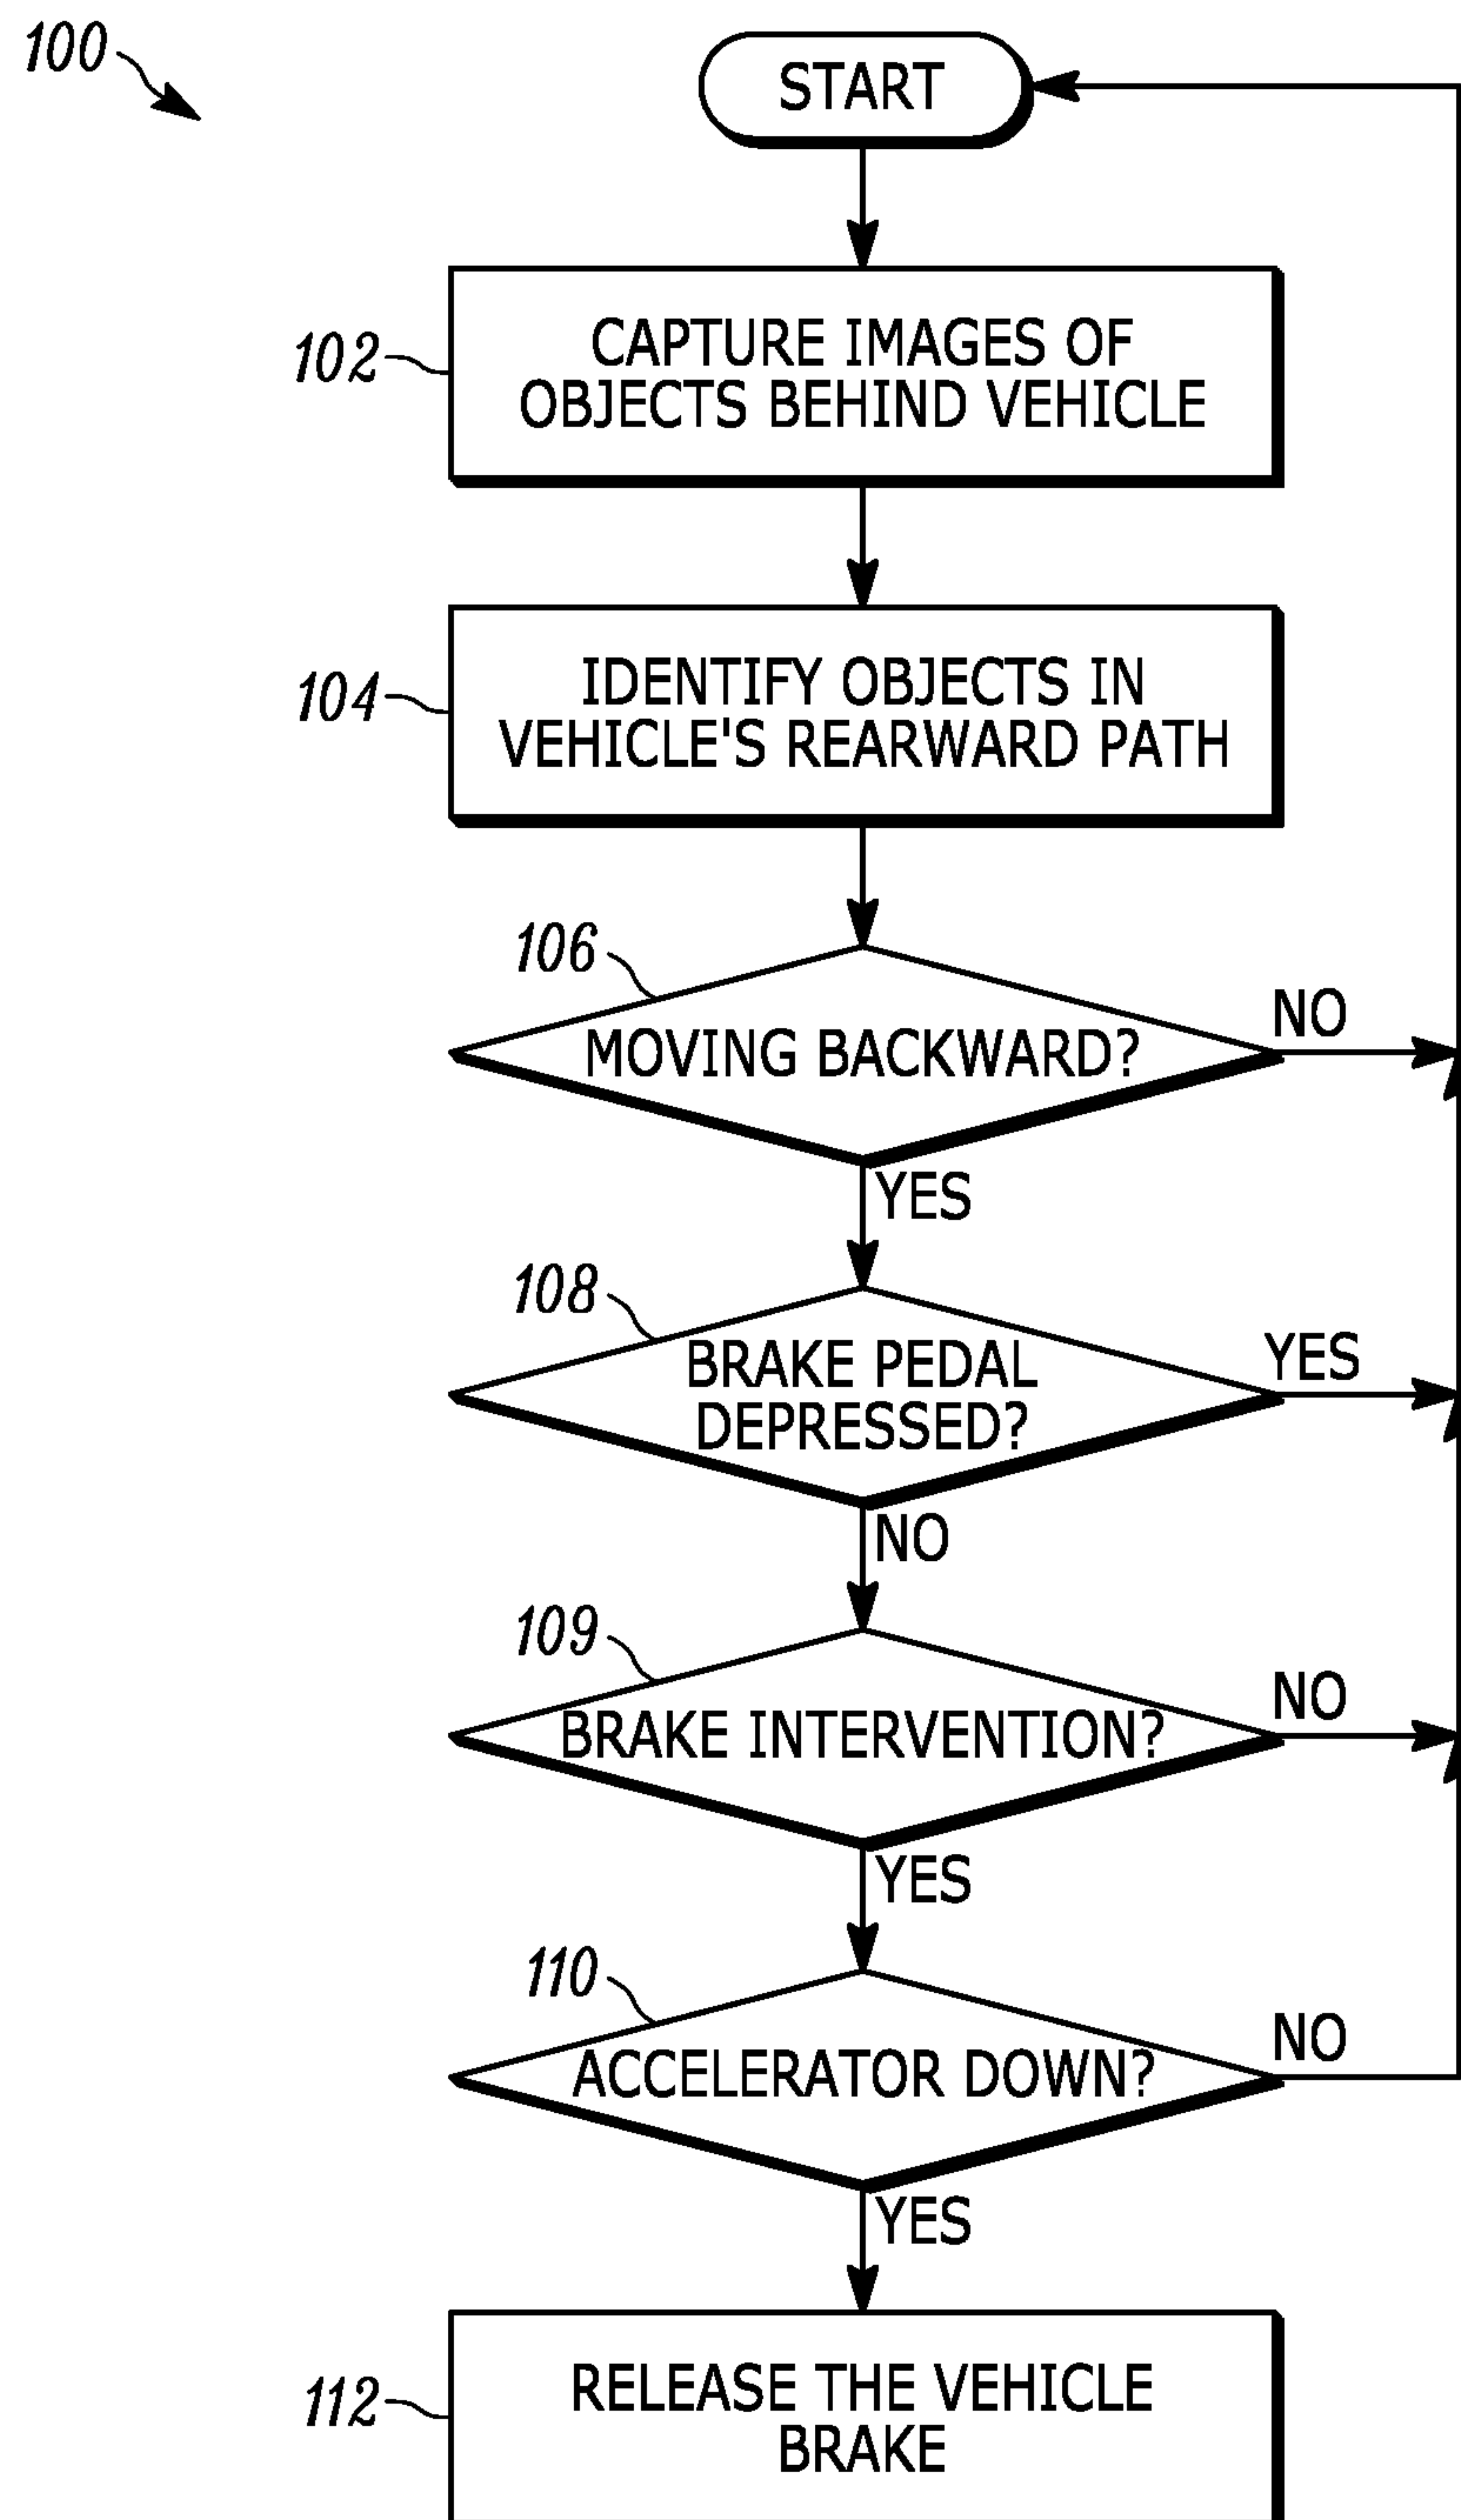 100
START
102
CAPTURE IMAGES OF
OBJECTS BEHIND VEHICLE
104
IDENTIFY OBJECTS IN
VEHICLE'S REARWARD PATH
106
MOVING BACKWARD?
NO
YES
108
BRAKE PEDAL
DEPRESSED?
YES
NO
109
BRAKE INTERVENTION?
NO
YES
110
ACCELERATOR DOWN?
NO
YES
112
RELEASE THE VEHICLE
BRAKE